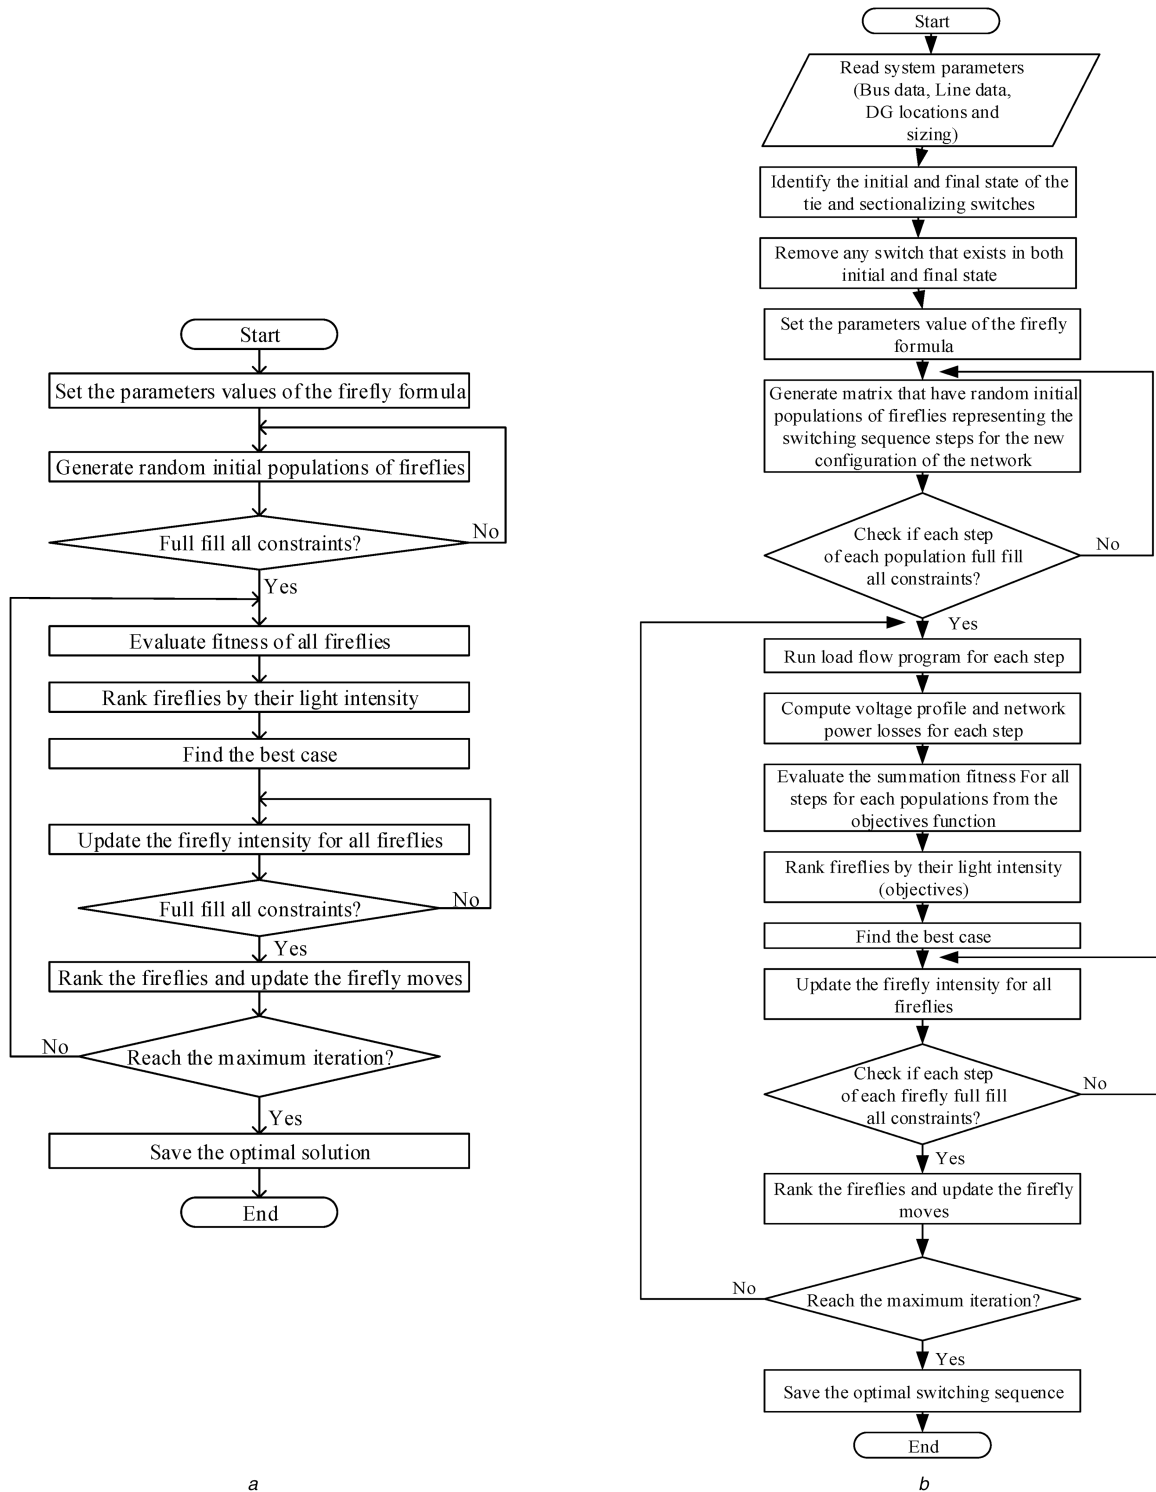 Start
Set the parameters values of the firefly formula
Generate random initial populations of fireflies
Full fill all constraints?
No
Yes
Evaluate fitness of all fireflies
Rank fireflies by their light intensity
Find the best case
Update the firefly intensity for all fireflies
Full fill all constraints?
No
Yes
Rank the fireflies and update the firefly moves
Reach the maximum iteration?
No
Yes
Save the optimal solution
End
a
Start
Read system parameters
(Bus data, Line data,
DG locations and
sizing)
Identify the initial and final state of the
tie and sectionalizing switches
Remove any switch that exists in both
initial and final state
Set the parameters value of the firefly
formula
Generate matrix that have random initial
populations of fireflies representing the
switching sequence steps for the new
configuration of the network
Check if each step
of each population full fill
all constraints?
No
Yes
Run load flow program for each step
Compute voltage profile and network
power losses for each step
Evaluate the summation fitness For all
steps for each populations from the
objectives function
Rank fireflies by their light intensity
(objectives)
Find the best case
Update the firefly intensity for all
fireflies
Check if each step
of each firefly full fill
all constraints?
No
Yes
Rank the fireflies and update the firefly
moves
Reach the maximum iteration?
No
Yes
Save the optimal switching sequence
End
b